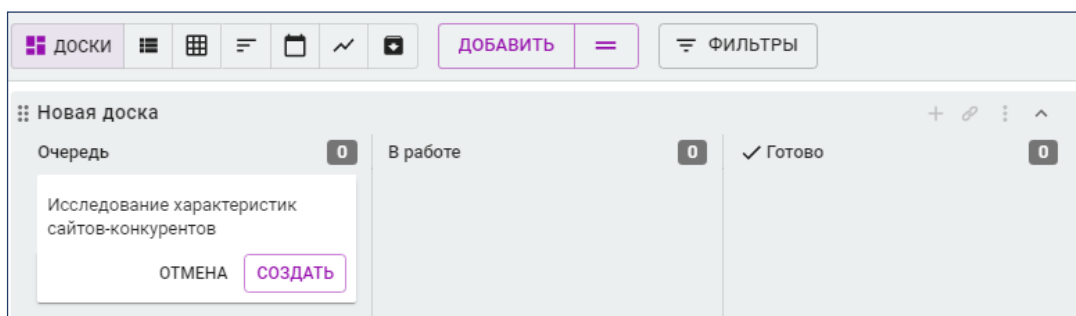 ДОСКИ ДОБАВИТЬ ФИЛЬТРЫ
Новая доска
Очередь 0 В работе 0 Готово 0
Исследование характеристик
сайтов-конкурентов
ОТМЕНА СОЗДАТЬ